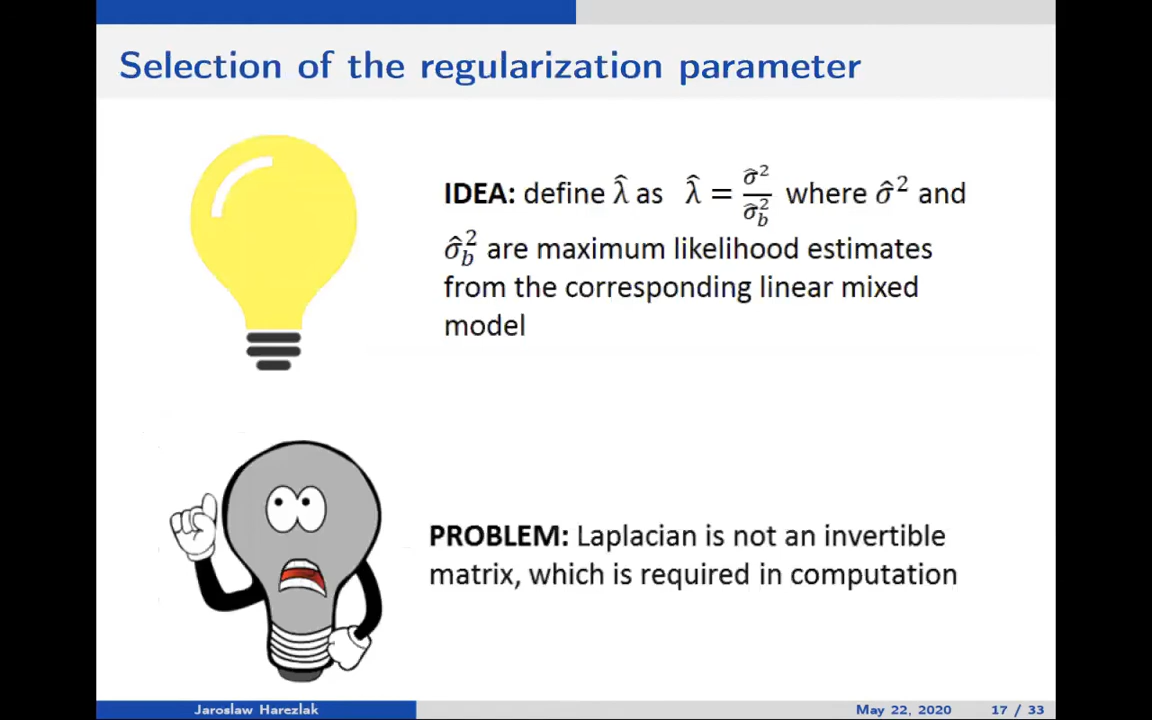 Selection of the regularization parameter
IDEA: define λ̂ as λ̂ = σ̂²/σ̂_b² where σ̂² and
σ̂_b² are maximum likelihood estimates
from the corresponding linear mixed
model
PROBLEM: Laplacian is not an invertible
matrix, which is required in computation
Jaroslaw Harezlak May 22, 2020 17 / 33